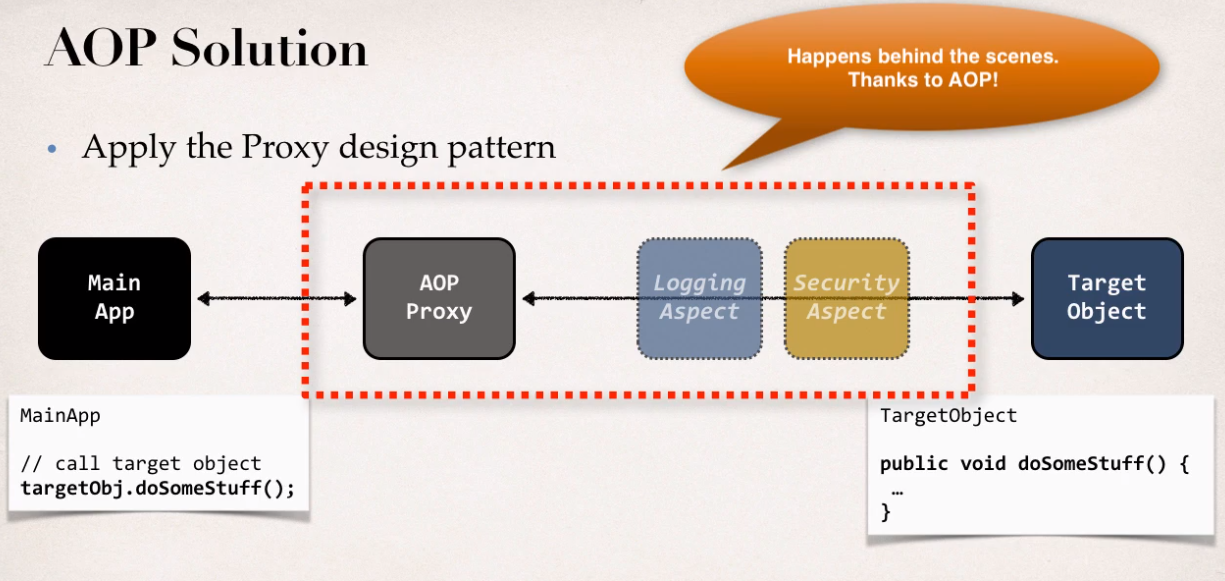 AOP Solution
Happens behind the scenes.
Thanks to AOP!
• Apply the Proxy design pattern
Main
App
AOP
Proxy
Logging
Aspect
Security
Aspect
Target
Object
MainApp
// call target object
targetObj.doSomeStuff();
TargetObject
public void doSomeStuff() {
…
}